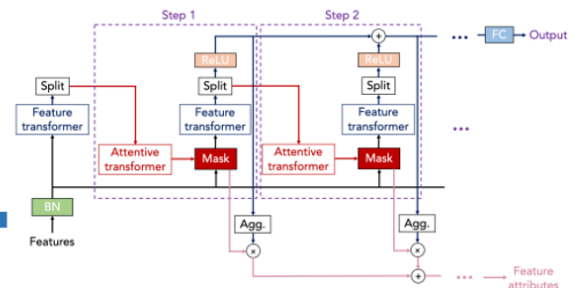 Step 1
Step 2
FC
Output
ReLU
ReLU
Split
Split
Split
Feature
transformer
Feature
transformer
Feature
transformer
Attentive
transformer
Mask
Attentive
transformer
Mask
BN
Features
Agg.
Agg.
Feature
attributes